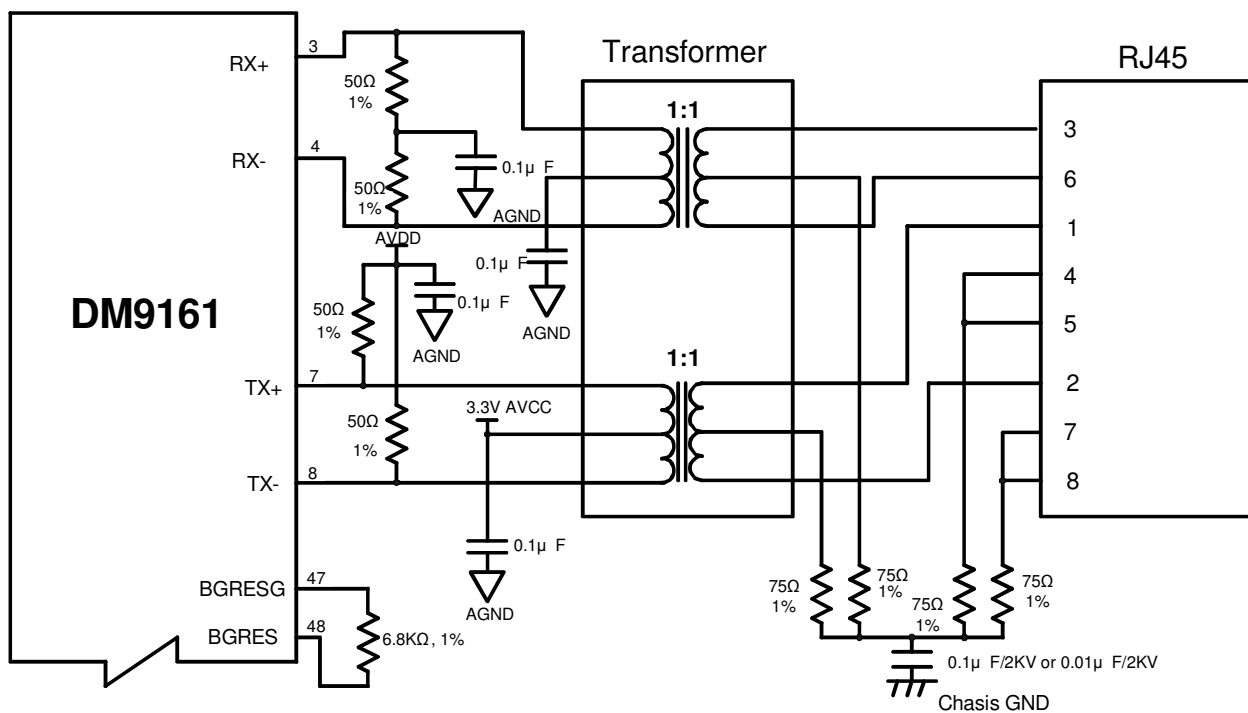 Transformer
RJ45
DM9161
RX+
3
RX-
4
50Ω
1%
50Ω
1%
0.1µ F
AGND
0.1µ F
AGND
AVDD
0.1µ F
AGND
50Ω
1%
TX+
7
50Ω
1%
TX-
8
3.3V AVCC
0.1µ F
AGND
1:1
1:1
3
6
1
4
5
2
7
8
BGRESG
47
BGRES
48
6.8KΩ, 1%
75Ω
1%
75Ω
1%
75Ω
1%
75Ω
1%
0.1µ F/2KV or 0.01µ F/2KV
Chasis GND